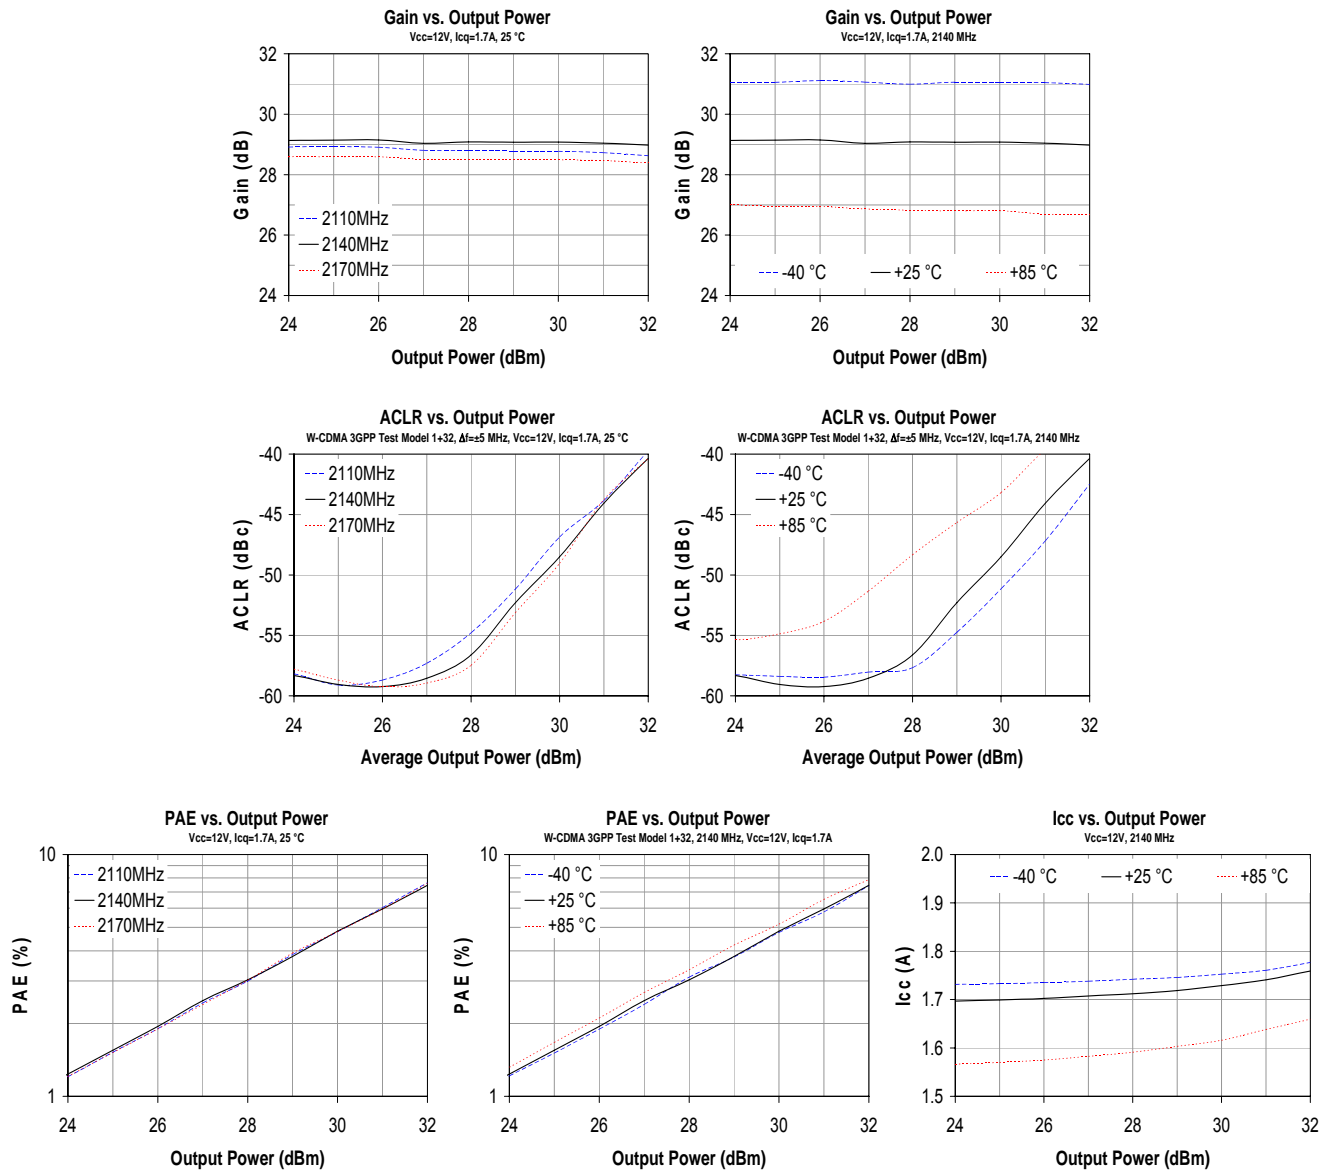 Gain vs. Output Power
Vcc=12V, Icq=1.7A, 25 °C
32
30
28
26
24
Gain (dB)
2110MHz
2140MHz
2170MHz
24 26 28 30 32
Output Power (dBm)
Gain vs. Output Power
Vcc=12V, Icq=1.7A, 2140 MHz
32
30
28
26
24
Gain (dB)
-40 °C +25 °C +85 °C
24 26 28 30 32
Output Power (dBm)
ACLR vs. Output Power
W-CDMA 3GPP Test Model 1+32, Δf=±5 MHz, Vcc=12V, Icq=1.7A, 25 °C
-40
-45
-50
-55
-60
ACLR (dBc)
2110MHz
2140MHz
2170MHz
24 26 28 30 32
Average Output Power (dBm)
ACLR vs. Output Power
W-CDMA 3GPP Test Model 1+32, Δf=±5 MHz, Vcc=12V, Icq=1.7A, 2140 MHz
-40
-45
-50
-55
-60
ACLR (dBc)
-40 °C
+25 °C
+85 °C
24 26 28 30 32
Average Output Power (dBm)
PAE vs. Output Power
Vcc=12V, Icq=1.7A, 25 °C
10
1
PAE (%)
2110MHz
2140MHz
2170MHz
24 26 28 30 32
Output Power (dBm)
PAE vs. Output Power
W-CDMA 3GPP Test Model 1+32, 2140 MHz, Vcc=12V, Icq=1.7A
10
1
PAE (%)
-40 °C
+25 °C
+85 °C
24 26 28 30 32
Output Power (dBm)
Icc vs. Output Power
Vcc=12V, 2140 MHz
2.0
1.9
1.8
1.7
1.6
1.5
Icc (A)
-40 °C +25 °C +85 °C
24 26 28 30 32
Output Power (dBm)